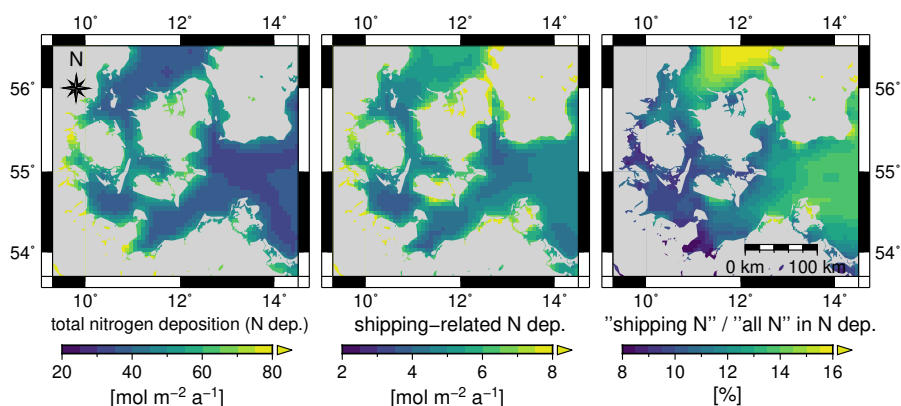 10° 12° 14° 10° 12° 14° 10° 12° 14°
N
56° 56°
55° 55°
54° 54°
0 km 100 km
10° 12° 14° 10° 12° 14° 10° 12° 14°
total nitrogen deposition (N dep.) shipping−related N dep. "shipping N" / "all N" in N dep.
20 40 60 80 2 4 6 8 8 10 12 14 16
[mol m⁻² a⁻¹] [mol m⁻² a⁻¹] [%]